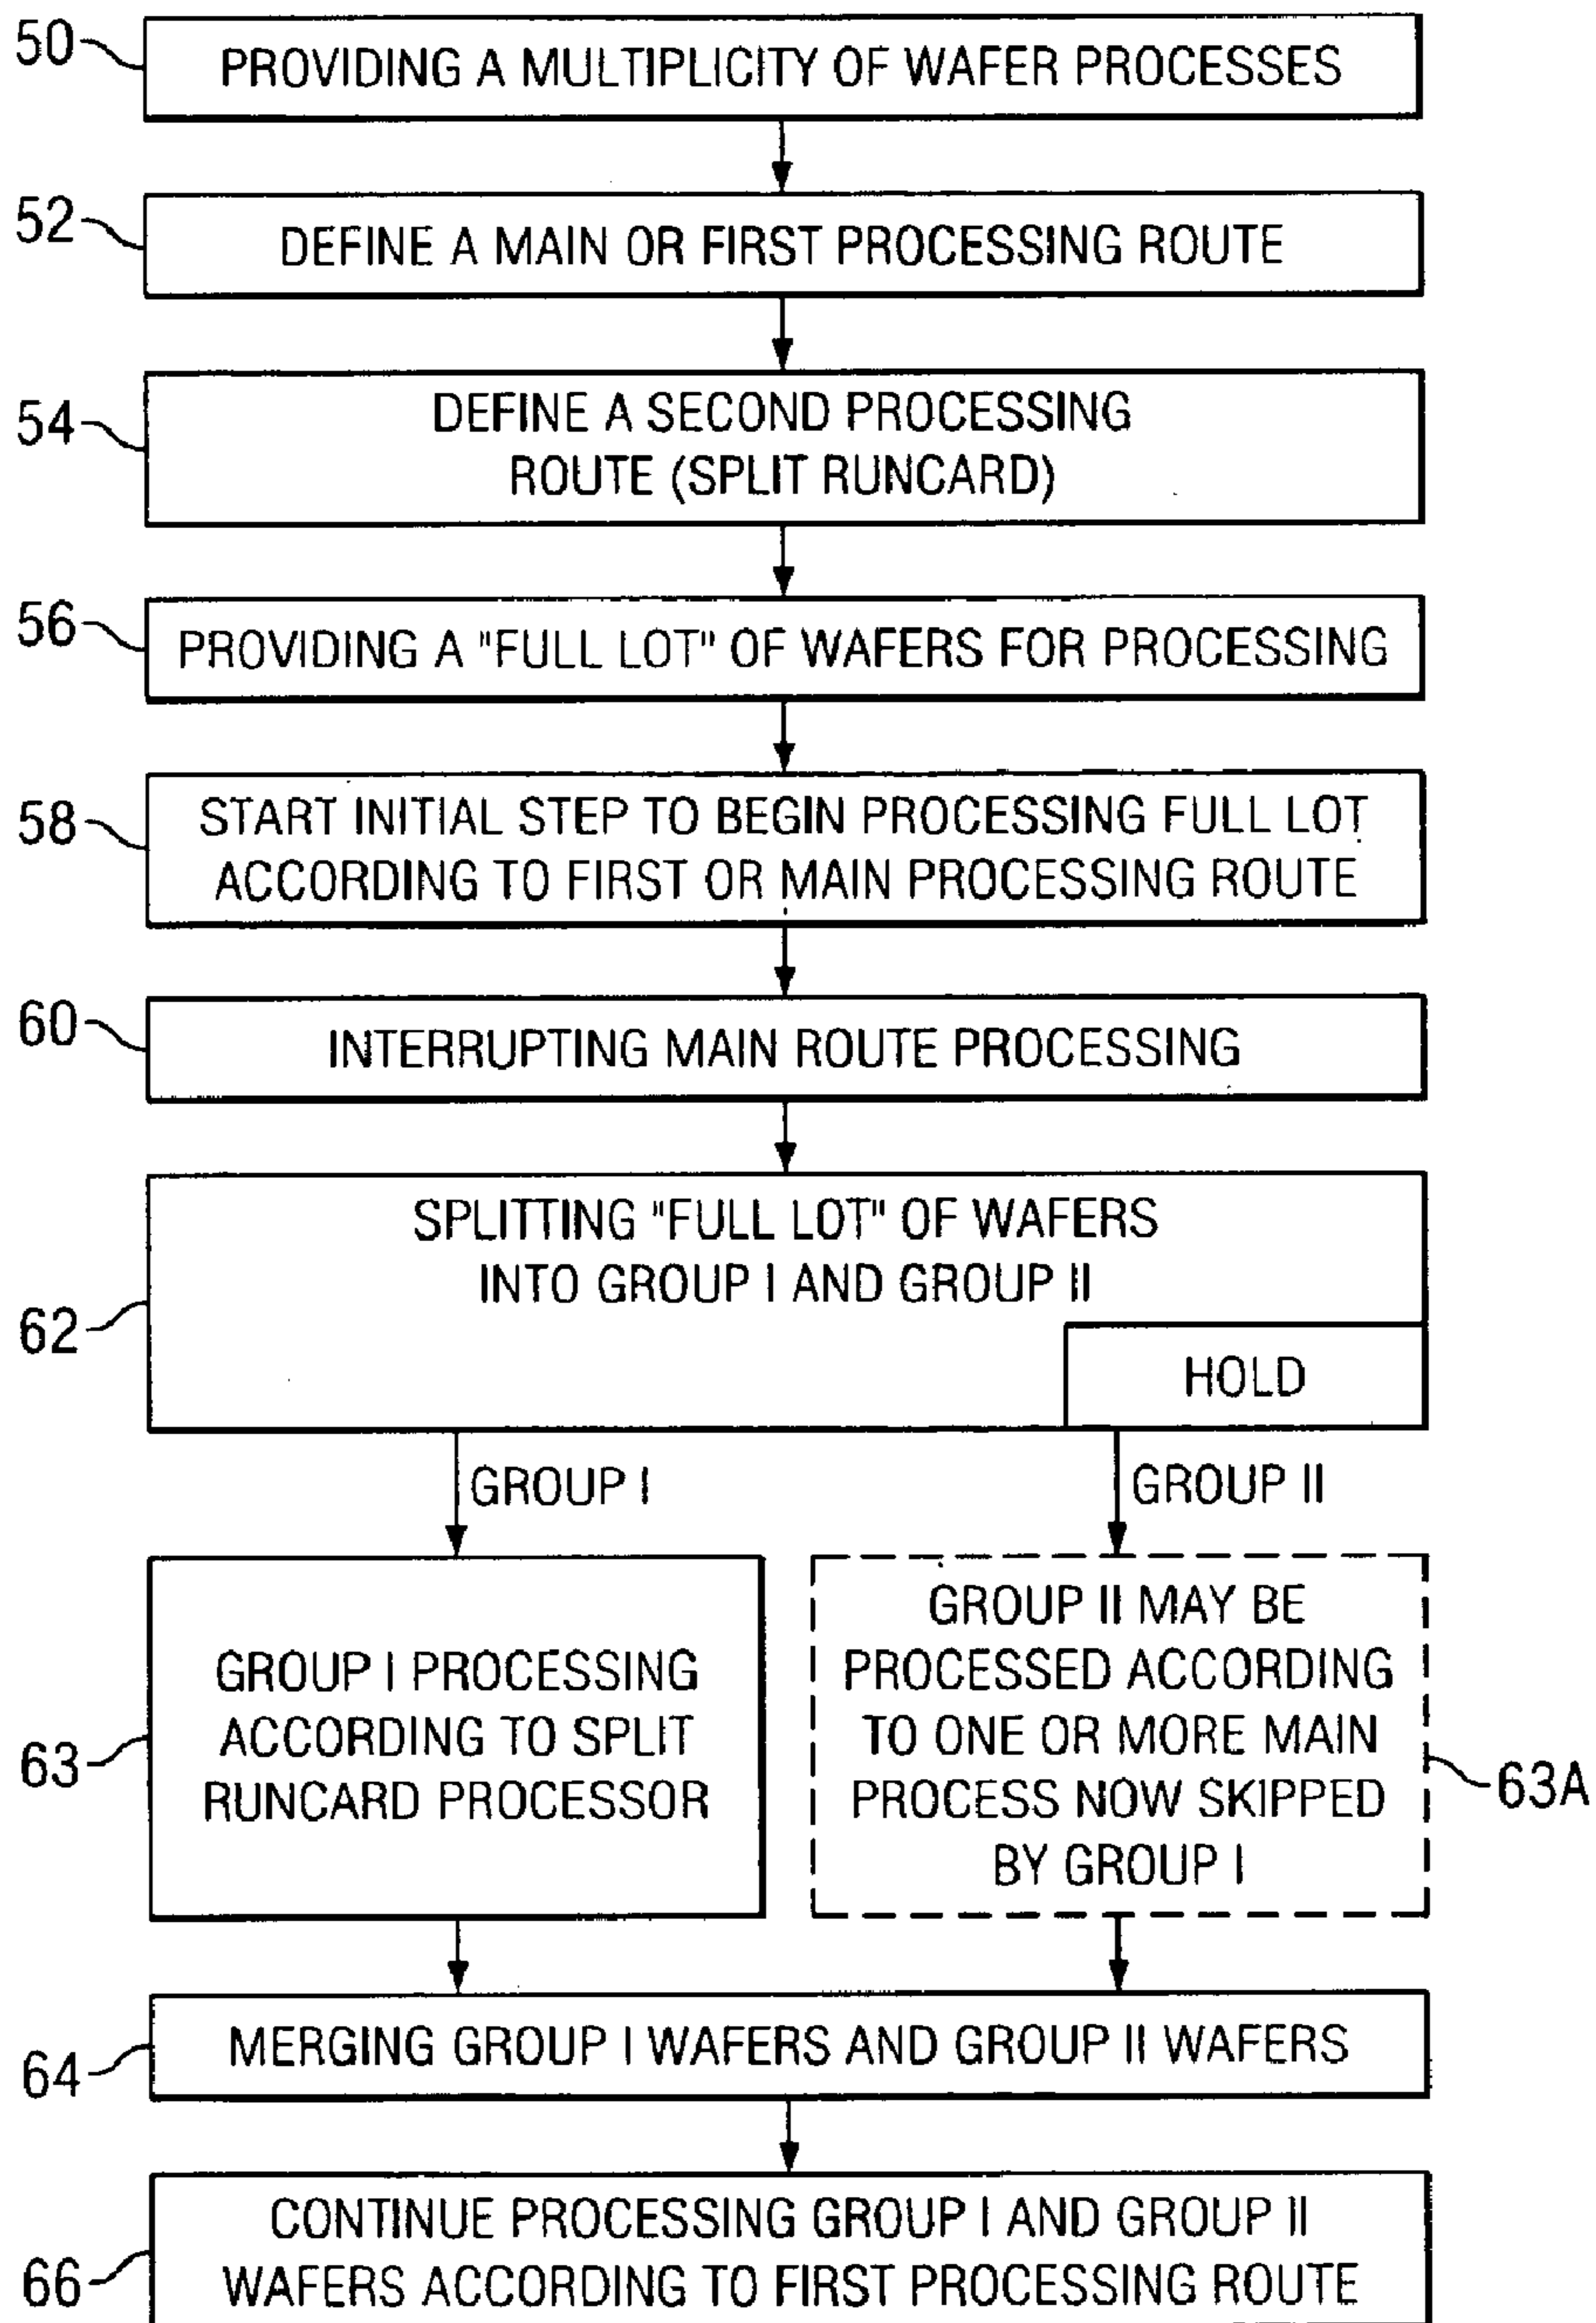 50
PROVIDING A MULTIPLICITY OF WAFER PROCESSES
52
DEFINE A MAIN OR FIRST PROCESSING ROUTE
54
DEFINE A SECOND PROCESSING
ROUTE (SPLIT RUNCARD)
56
PROVIDING A "FULL LOT" OF WAFERS FOR PROCESSING
58
START INITIAL STEP TO BEGIN PROCESSING FULL LOT
ACCORDING TO FIRST OR MAIN PROCESSING ROUTE
60
INTERRUPTING MAIN ROUTE PROCESSING
62
SPLITTING "FULL LOT" OF WAFERS
INTO GROUP I AND GROUP II
HOLD
GROUP I
GROUP II
63
GROUP I PROCESSING
ACCORDING TO SPLIT
RUNCARD PROCESSOR
GROUP II MAY BE
PROCESSED ACCORDING
TO ONE OR MORE MAIN
PROCESS NOW SKIPPED
BY GROUP I
63A
64
MERGING GROUP I WAFERS AND GROUP II WAFERS
66
CONTINUE PROCESSING GROUP I AND GROUP II
WAFERS ACCORDING TO FIRST PROCESSING ROUTE